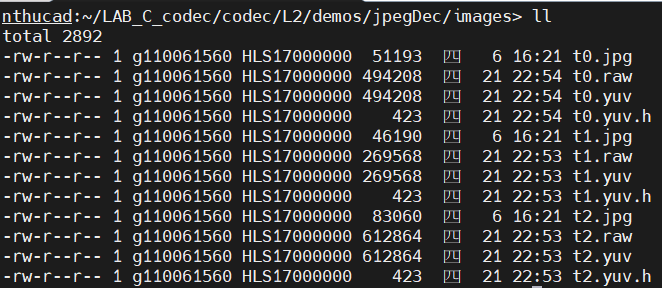 nthucad:~/LAB_C_codec/codec/L2/demos/jpegDec/images> ll
total 2892
-rw-r--r-- 1 g110061560 HLS17000000  51193  四   6 16:21 t0.jpg
-rw-r--r-- 1 g110061560 HLS17000000 494208  四  21 22:54 t0.raw
-rw-r--r-- 1 g110061560 HLS17000000 494208  四  21 22:54 t0.yuv
-rw-r--r-- 1 g110061560 HLS17000000    423  四  21 22:54 t0.yuv.h
-rw-r--r-- 1 g110061560 HLS17000000  46190  四   6 16:21 t1.jpg
-rw-r--r-- 1 g110061560 HLS17000000 269568  四  21 22:53 t1.raw
-rw-r--r-- 1 g110061560 HLS17000000 269568  四  21 22:53 t1.yuv
-rw-r--r-- 1 g110061560 HLS17000000    423  四  21 22:53 t1.yuv.h
-rw-r--r-- 1 g110061560 HLS17000000  83060  四   6 16:21 t2.jpg
-rw-r--r-- 1 g110061560 HLS17000000 612864  四  21 22:53 t2.raw
-rw-r--r-- 1 g110061560 HLS17000000 612864  四  21 22:53 t2.yuv
-rw-r--r-- 1 g110061560 HLS17000000    423  四  21 22:53 t2.yuv.h